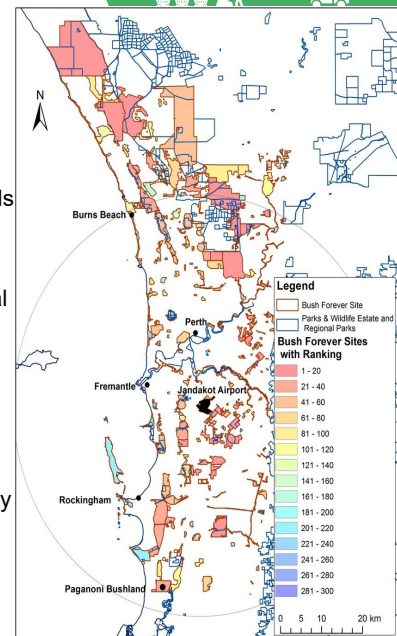 ls
al
y
N
Burns Beach
Perth
Fremantle
Jandakot Airport
Rockingham
Paganoni Bushland
Legend
Bush Forever Site
Parks & Wildlife Estate and
Regional Parks
Bush Forever Sites
with Ranking
1 - 20
21 - 40
41 - 60
61 - 80
81 - 100
101 - 120
121 - 140
141 - 160
161 - 180
181 - 200
201 - 220
221 - 240
241 - 260
261 - 280
281 - 300
0 5 10 20 km